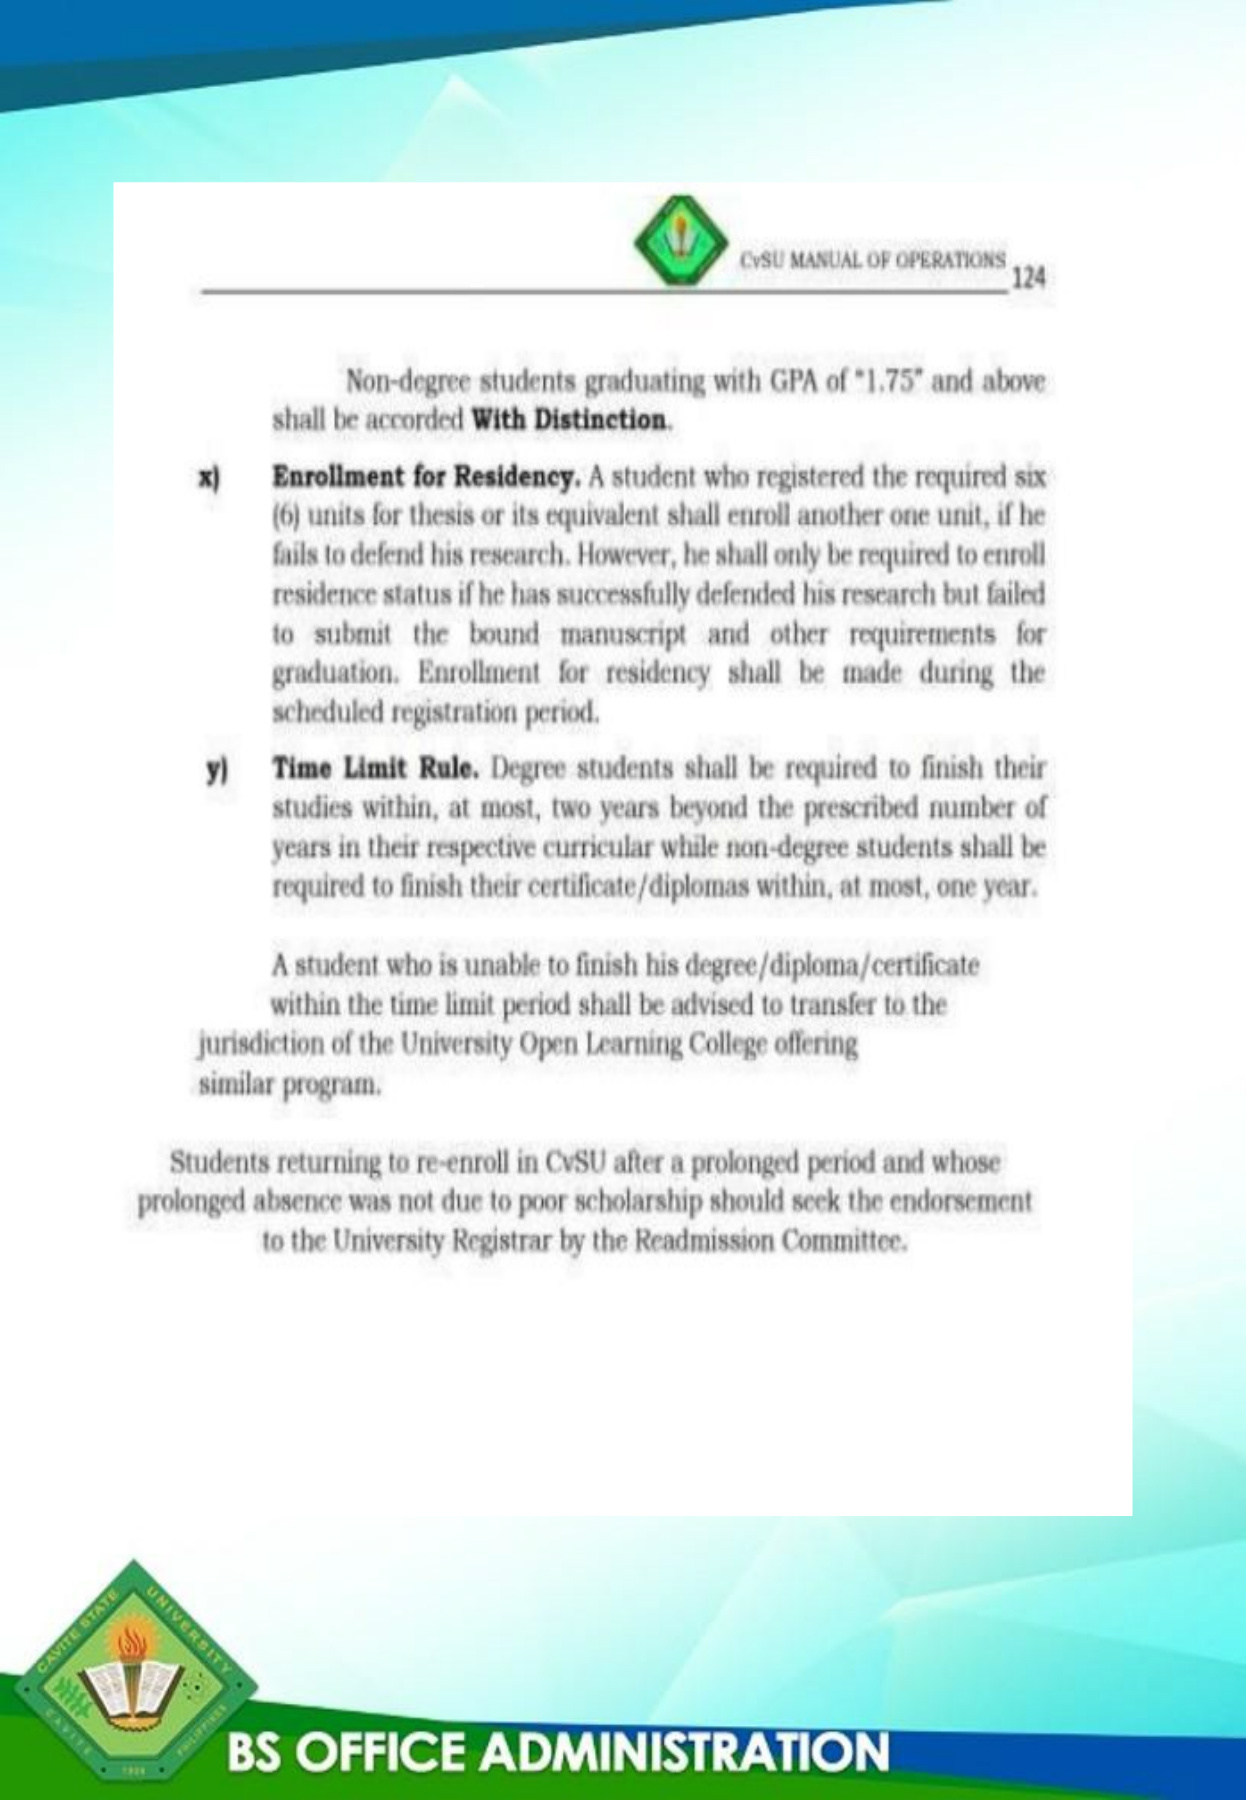 CvSU MANUAL OF OPERATIONS
124
Non-degree students graduating with GPA of "1.75" and above
shall be accorded With Distinction.
x) Enrollment for Residency. A student who registered the required six
(6) units for thesis or its equivalent shall enroll another one unit, if he
fails to defend his research. However, he shall only be required to enroll
residence status if he has successfully defended his research but failed
to submit the bound manuscript and other requirements for
graduation. Enrollment for residency shall be made during the
scheduled registration period.
y) Time Limit Rule. Degree students shall be required to finish their
studies within, at most, two years beyond the prescribed number of
years in their respective curricular while non-degree students shall be
required to finish their certificate/diplomas within, at most, one year.
A student who is unable to finish his degree/diploma/certificate
within the time limit period shall be advised to transfer to the
jurisdiction of the University Open Learning College offering
similar program.
Students returning to re-enroll in CvSU after a prolonged period and whose
prolonged absence was not due to poor scholarship should seek the endorsement
to the University Registrar by the Readmission Committee.
CAVITE STATE UNIVERSITY
CAVITE
PHILIPPINES
1906
BS OFFICE ADMINISTRATION